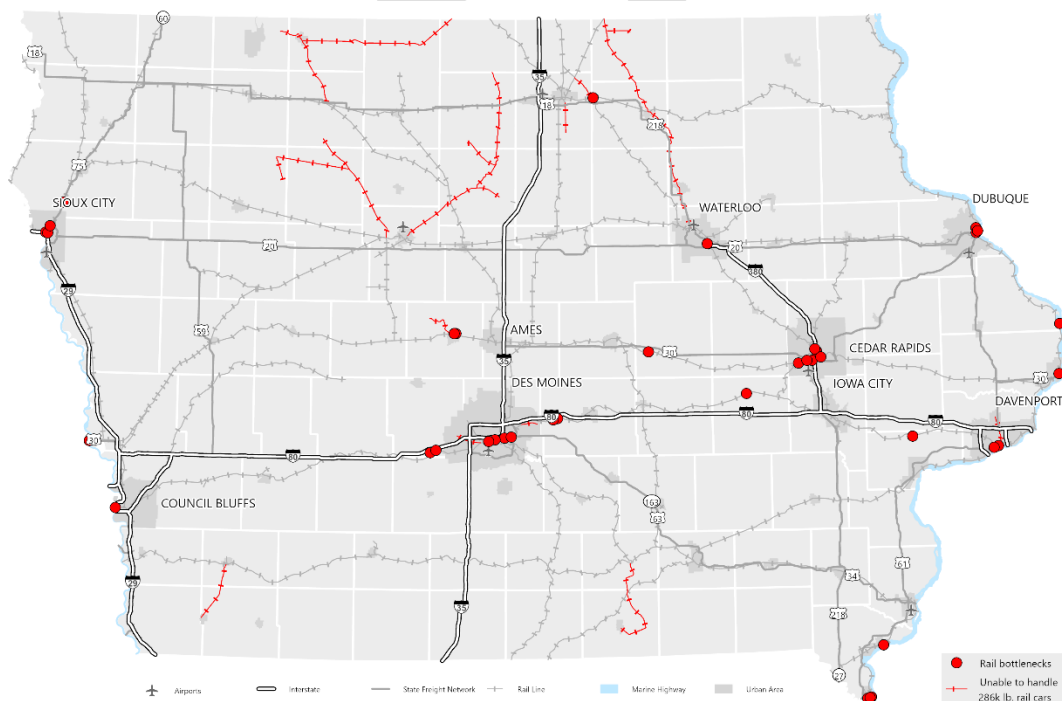 60
18
35
18
218
75
SIOUX CITY
WATERLOO
DUBUQUE
20
20
380
29
59
AMES
30
CEDAR RAPIDS
35
DES MOINES
IOWA CITY
30
DAVENPORT
80
80
80
30
80
COUNCIL BLUFFS
163
63
61
29
34
35
218
27
Rail bottlenecks
Unable to handle
286k lb. rail cars
Airports
Interstate
State Freight Network
Rail Line
Marine Highway
Urban Area